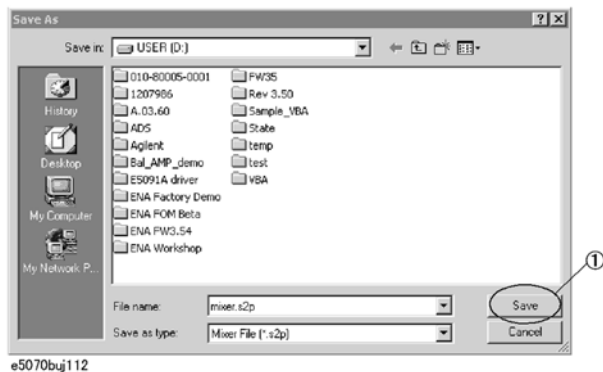 Save As
Save in:
USER (D:)
History
Desktop
My Computer
My Network P...
010-80005-0001
1207986
A.03.60
ADS
Agilent
Bal_AMP_demo
E5091A driver
ENA Factory Demo
ENA FOM Beta
ENA FW3.54
ENA Workshop
FW35
Rev 3.50
Sample_VBA
State
temp
test
VBA
①
File name:
mixer.s2p
Save
Save as type:
Mixer File (*.s2p)
Cancel
e5070buj112